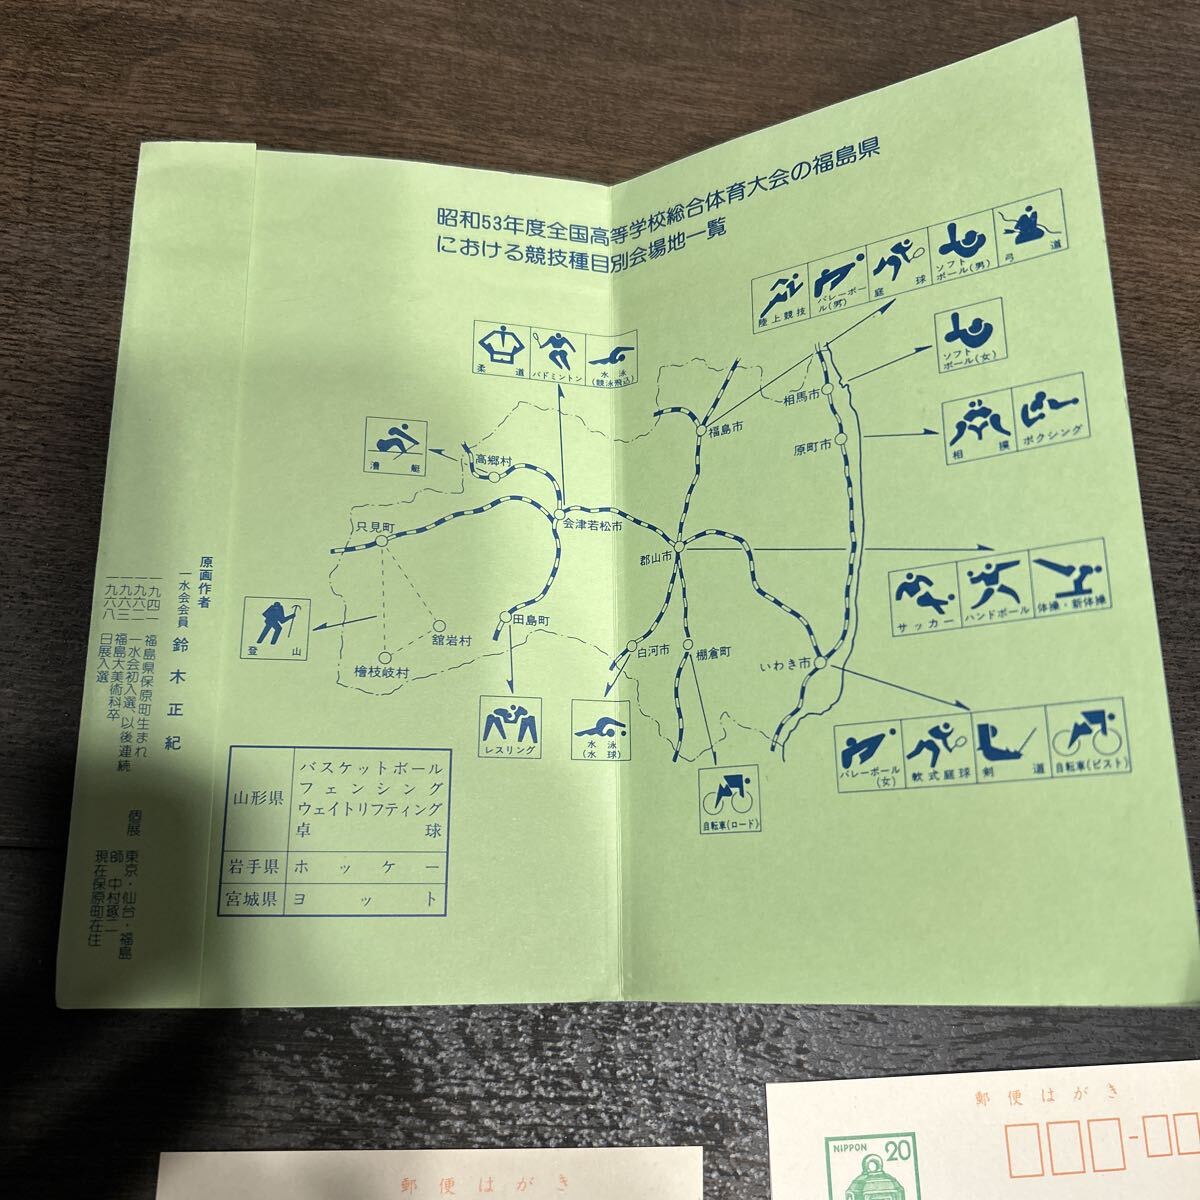 昭和53年度全国高等学校総合体育大会の福島県
における競技種目別会場地一覧
陸上競技
バレーボール(男)
庭球
ソフトボール(男)
弓道
ソフトボール(女)
柔道
バドミントン
水泳
(競泳飛込)
相馬市
福島市
原町市
相撲
ボクシング
漕艇
高郷村
只見町
会津若松市
郡山市
サッカー
ハンドボール
体操・新体操
登山
田島町
舘岩村
檜枝岐村
白河市
棚倉町
いわき市
レスリング
水泳
(水球)
自転車(ロード)
バレーボール
(女)
軟式庭球
剣道
自転車(ピスト)
山形県
バスケットボール
フェンシング
ウェイトリフティング
卓球
岩手県 ホッケー
宮城県 ヨット
原画作者
一水会会員 鈴木正紀
一九四一 福島県保原町生まれ
一九六二 一水会初入選、以後連続
一九六三 福島大美術科卒
一九六八 日展入選
個展 東京・仙台・福島
師 中村琢二
現在保原町在住
郵便はがき
NIPPON 20
郵便はがき